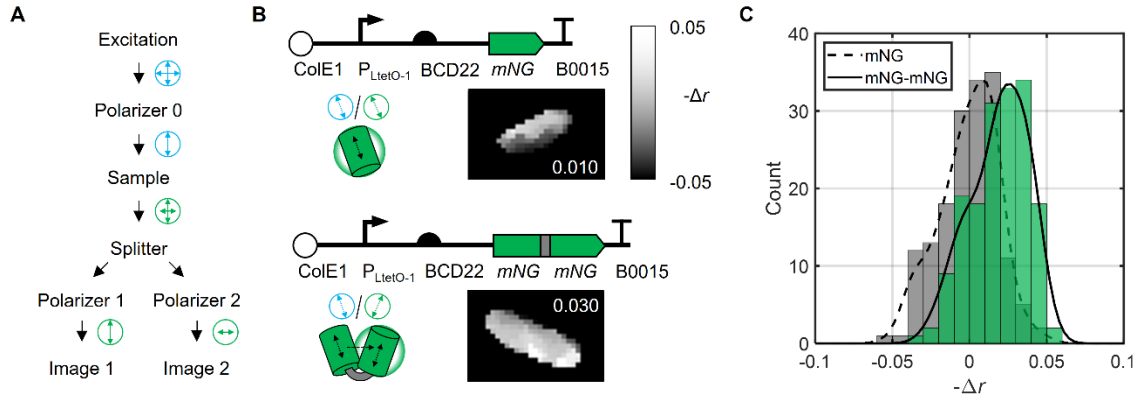 A
Excitation
Polarizer 0
Sample
Splitter
Polarizer 1 Polarizer 2
Image 1 Image 2
B
ColE1 PLtetO-1 BCD22 mNG B0015
0.010
0.05
-Δr
-0.05
ColE1 PLtetO-1 BCD22 mNG mNG B0015
0.030
C
mNG
mNG-mNG
Count
40
30
20
10
0
-0.1 -0.05 0 0.05 0.1
-Δr